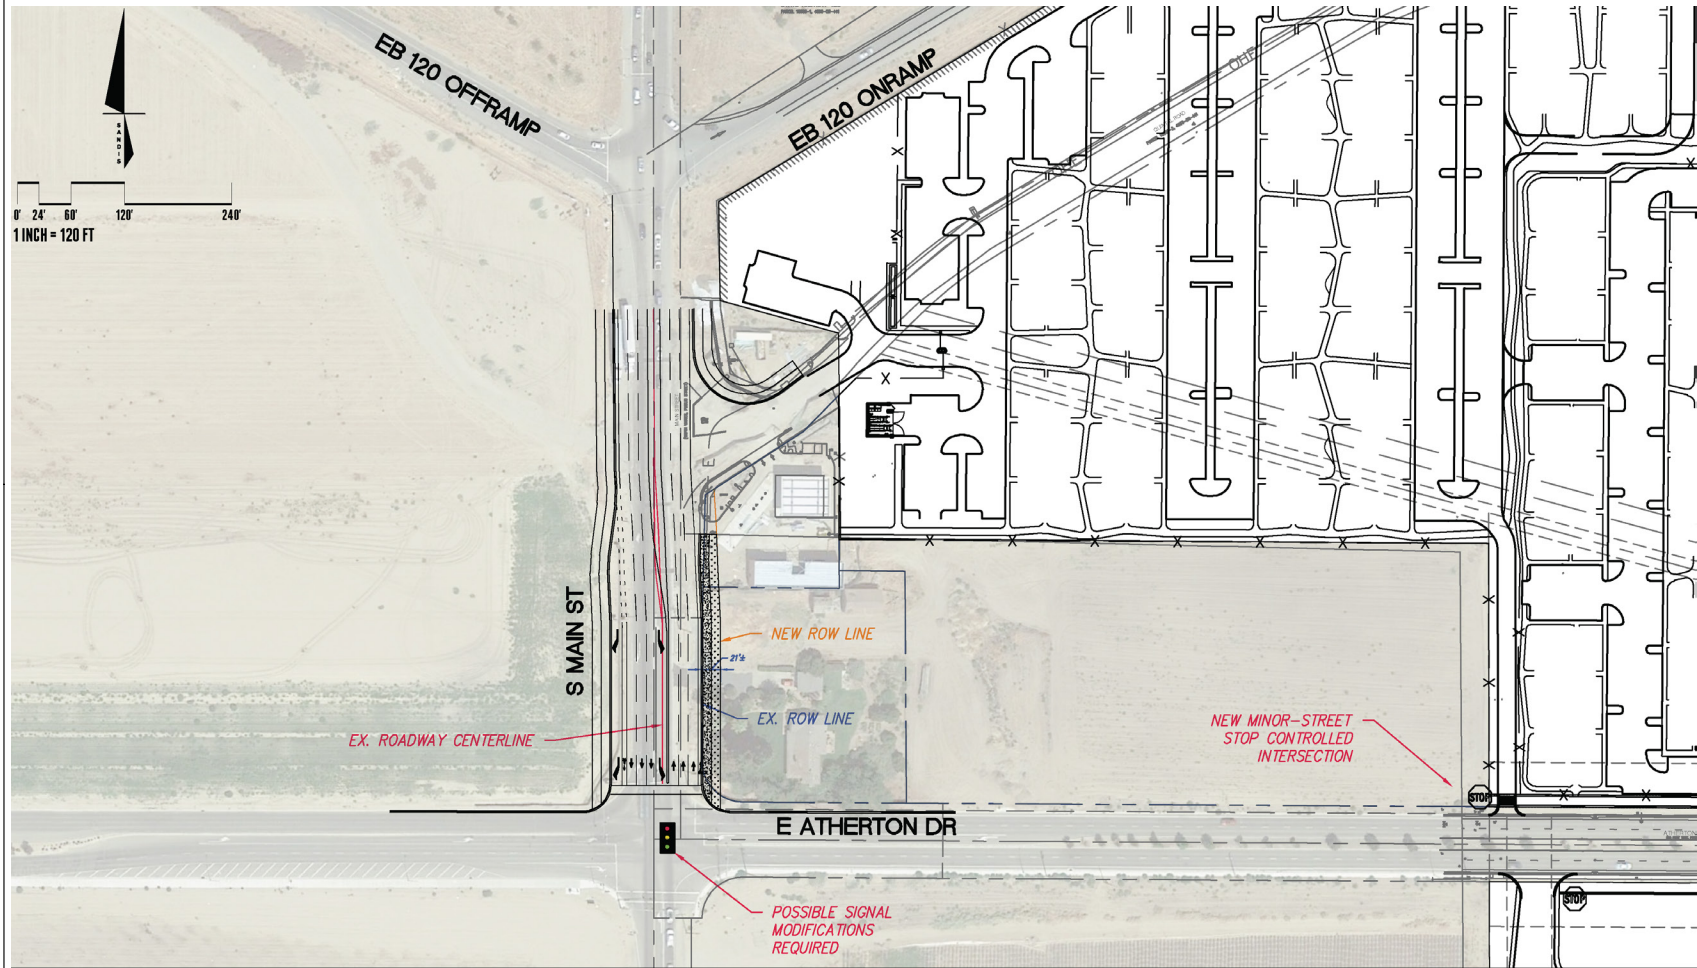 EB 120 OFFRAMP
EB 120 ONRAMP
OHE
SANDIS
0' 24' 60' 120' 240'
1 INCH = 120 FT
S MAIN ST
NEW ROW LINE
21'±
EX. ROW LINE
EX. ROADWAY CENTERLINE
NEW MINOR-STREET
STOP CONTROLLED
INTERSECTION
STOP
E ATHERTON DR
POSSIBLE SIGNAL
MODIFICATIONS
REQUIRED
STOP